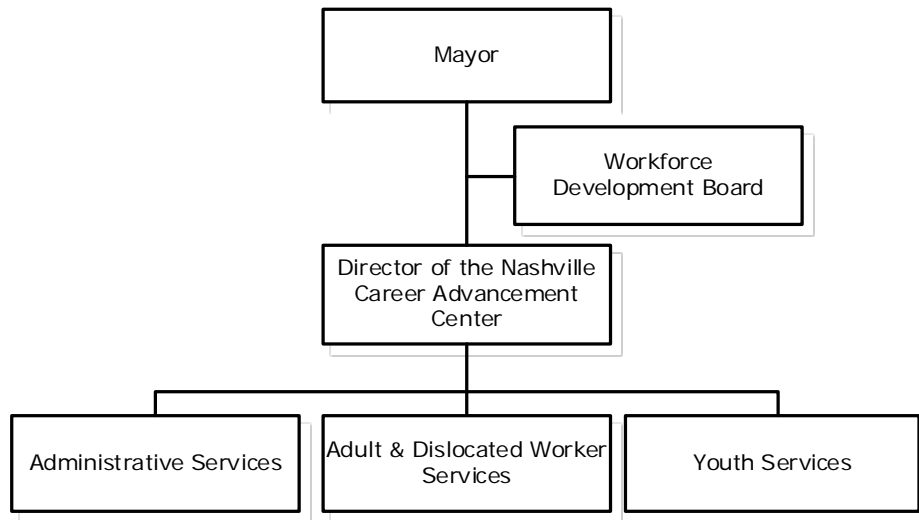 Mayor
Workforce
Development Board
Director of the Nashville
Career Advancement
Center
Administrative Services
Adult & Dislocated Worker
Services
Youth Services